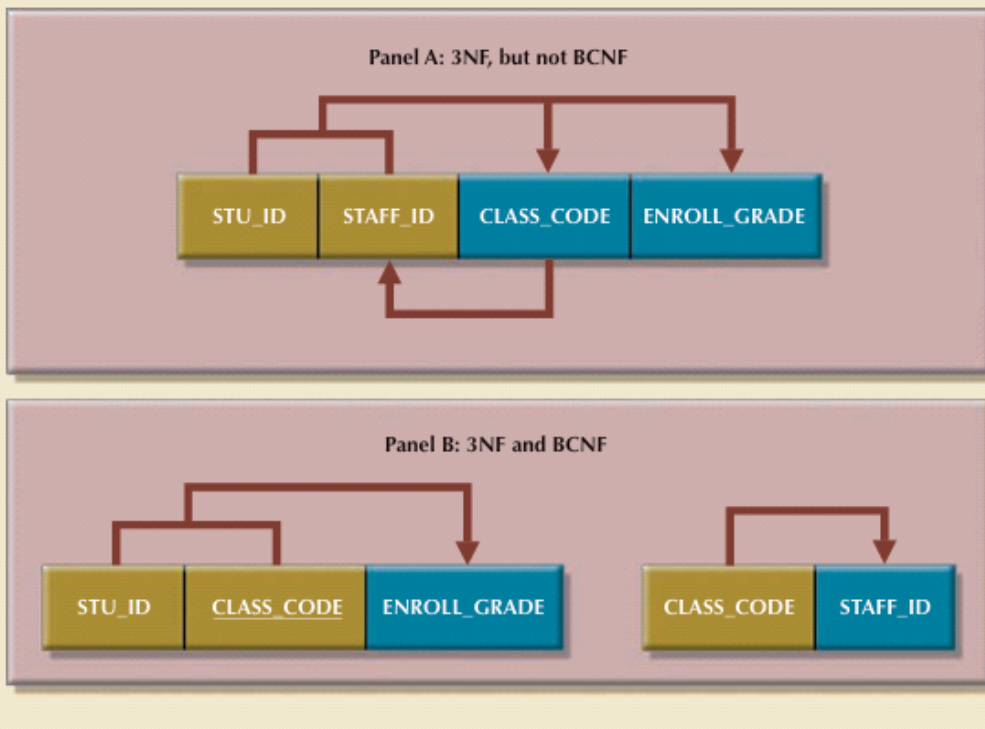 Panel A: 3NF, but not BCNF
STU_ID STAFF_ID CLASS_CODE ENROLL_GRADE
Panel B: 3NF and BCNF
STU_ID CLASS_CODE ENROLL_GRADE CLASS_CODE STAFF_ID